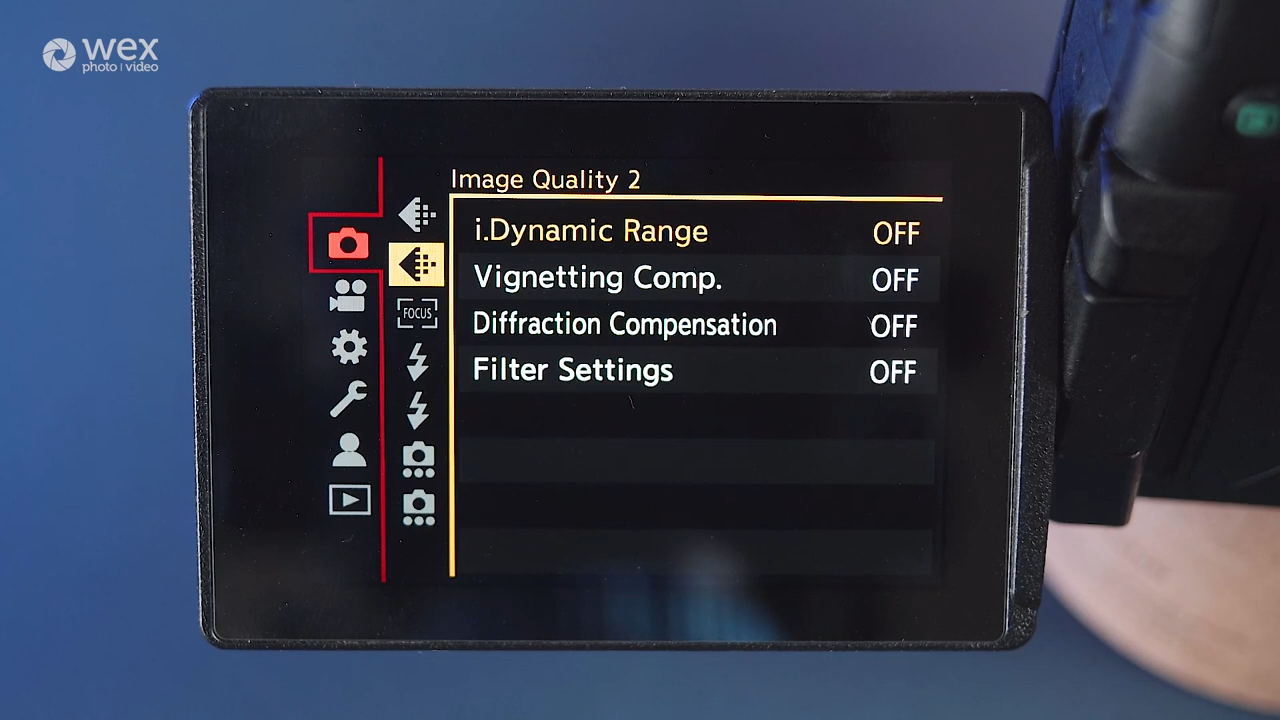 wex
photo | video
Image Quality 2
i.Dynamic Range OFF
Vignetting Comp. OFF
FOCUS
Diffraction Compensation OFF
Filter Settings OFF